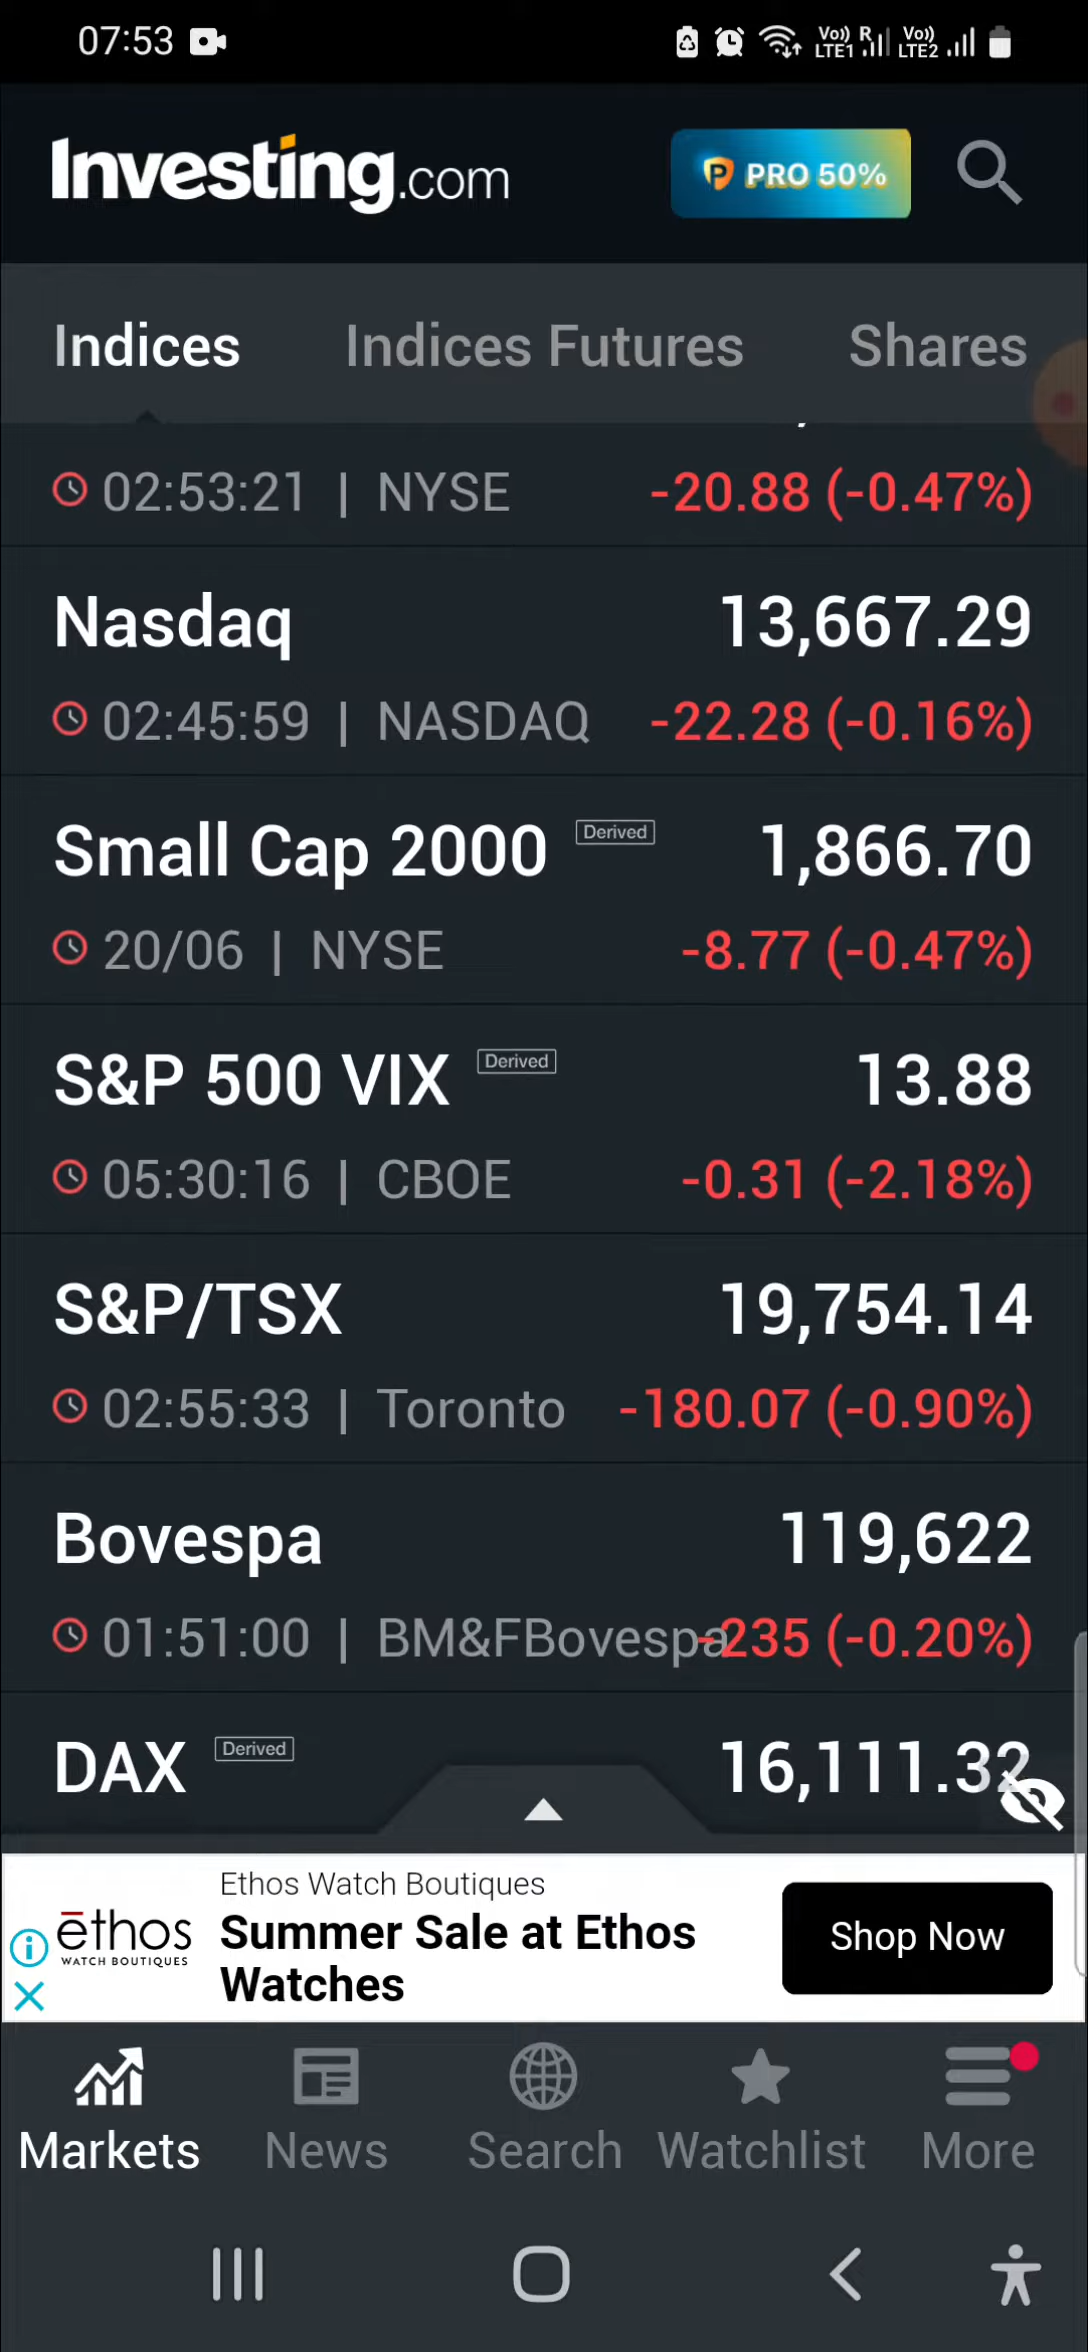 07:53
Vo) R Vo)
LTE1 LTE2
Investing.com
PRO 50%
Indices Indices Futures Shares
02:53:21 | NYSE -20.88 (-0.47%)
Nasdaq 13,667.29
02:45:59 | NASDAQ -22.28 (-0.16%)
Small Cap 2000 Derived 1,866.70
20/06 | NYSE -8.77 (-0.47%)
S&P 500 VIX Derived 13.88
05:30:16 | CBOE -0.31 (-2.18%)
S&P/TSX 19,754.14
02:55:33 | Toronto -180.07 (-0.90%)
Bovespa 119,622
01:51:00 | BM&FBovespa -235 (-0.20%)
DAX Derived 16,111.32
Ethos Watch Boutiques
ethos
WATCH BOUTIQUES
Summer Sale at Ethos
Watches
Shop Now
Markets News Search Watchlist More